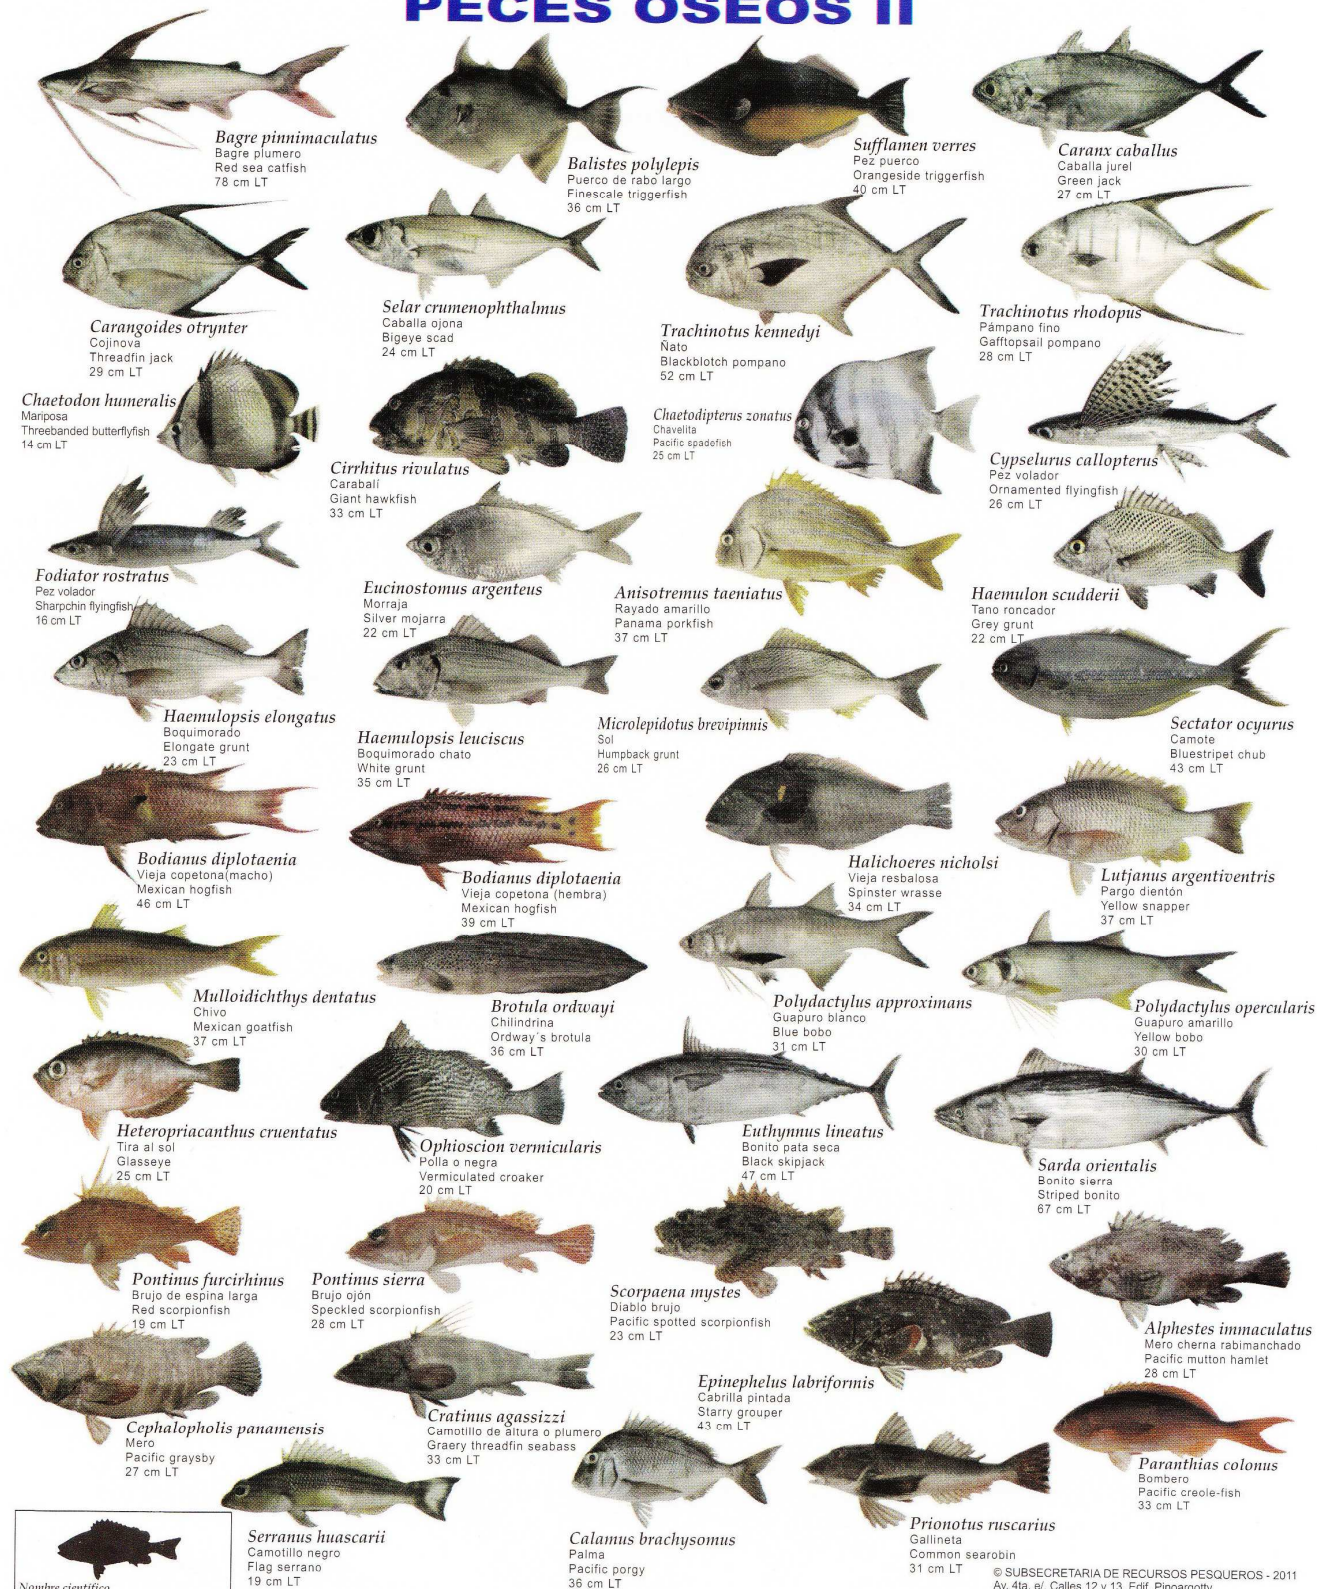 PECES OSEOS II
Bagre pinnimaculatus
Bagre plumero
Red sea catfish
78 cm LT
Balistes polylepis
Puerco de rabo largo
Finescale triggerfish
36 cm LT
Sufflamen verres
Pez puerco
Orangeside triggerfish
40 cm LT
Caranx caballus
Caballa jurel
Green jack
27 cm LT
Carangoides otrynter
Cojinova
Threadfin jack
29 cm LT
Selar crumenophthalmus
Caballa ojona
Bigeye scad
24 cm LT
Trachinotus kennedyi
Ñato
Blackblotch pompano
52 cm LT
Trachinotus rhodopus
Pámpano fino
Gafftopsail pompano
28 cm LT
Chaetodon humeralis
Mariposa
Threebanded butterflyfish
14 cm LT
Cirrhitus rivulatus
Carabalí
Giant hawkfish
33 cm LT
Chaetodipterus zonatus
Chavelita
Pacific spadefish
25 cm LT
Cypselurus callopterus
Pez volador
Ornamented flyingfish
26 cm LT
Fodiator rostratus
Pez volador
Sharpchin flyingfish
16 cm LT
Eucinostomus argenteus
Morraja
Silver mojarra
22 cm LT
Anisotremus taeniatus
Rayado amarillo
Panama porkfish
37 cm LT
Haemulon scudderii
Tano roncador
Grey grunt
22 cm LT
Haemulopsis elongatus
Boquimorado
Elongate grunt
23 cm LT
Haemulopsis leuciscus
Boquimorado chato
White grunt
35 cm LT
Microlepidotus brevipinnis
Sol
Humpback grunt
26 cm LT
Sectator ocyurus
Camote
Bluestripet chub
43 cm LT
Bodianus diplotaenia
Vieja copetona(macho)
Mexican hogfish
46 cm LT
Bodianus diplotaenia
Vieja copetona (hembra)
Mexican hogfish
39 cm LT
Halichoeres nicholsi
Vieja resbalosa
Spinster wrasse
34 cm LT
Lutjanus argentiventris
Pargo dientón
Yellow snapper
37 cm LT
Mulloidichthys dentatus
Chivo
Mexican goatfish
37 cm LT
Brotula ordwayi
Chilindrina
Ordway´s brotula
36 cm LT
Polydactylus approximans
Guapuro blanco
Blue bobo
31 cm LT
Polydactylus opercularis
Guapuro amarillo
Yellow bobo
30 cm LT
Heteropriacanthus cruentatus
Tira al sol
Glasseye
25 cm LT
Ophioscion vermicularis
Polla o negra
Vermiculated croaker
20 cm LT
Euthynnus lineatus
Bonito pata seca
Black skipjack
47 cm LT
Sarda orientalis
Bonito sierra
Striped bonito
67 cm LT
Pontinus furcirhinus
Brujo de espina larga
Red scorpionfish
19 cm LT
Pontinus sierra
Brujo ojón
Speckled scorpionfish
28 cm LT
Scorpaena mystes
Diablo brujo
Pacific spotted scorpionfish
23 cm LT
Alphestes immaculatus
Mero cherna rabimanchado
Pacific mutton hamlet
28 cm LT
Cephalopholis panamensis
Mero
Pacific graysby
27 cm LT
Cratinus agassizzi
Camotillo de altura o plumero
Graery threadfin seabass
33 cm LT
Epinephelus labriformis
Cabrilla pintada
Starry grouper
43 cm LT
Paranthias colonus
Bombero
Pacific creole-fish
33 cm LT
Serranus huascarii
Camotillo negro
Flag serrano
19 cm LT
Calamus brachysomus
Palma
Pacific porgy
36 cm LT
Prionotus ruscarius
Gallineta
Common searobin
31 cm LT
Nombre científico
© SUBSECRETARIA DE RECURSOS PESQUEROS - 2011
Av. 4ta. e/. Calles 12 y 13, Edif. Pinoargotty